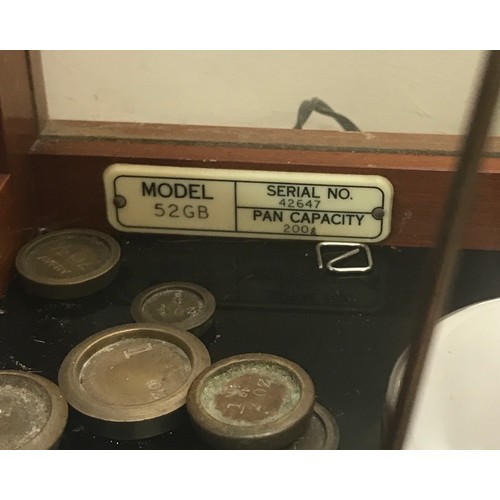 MODEL
52GB
SERIAL NO.
42647
PAN CAPACITY
200g